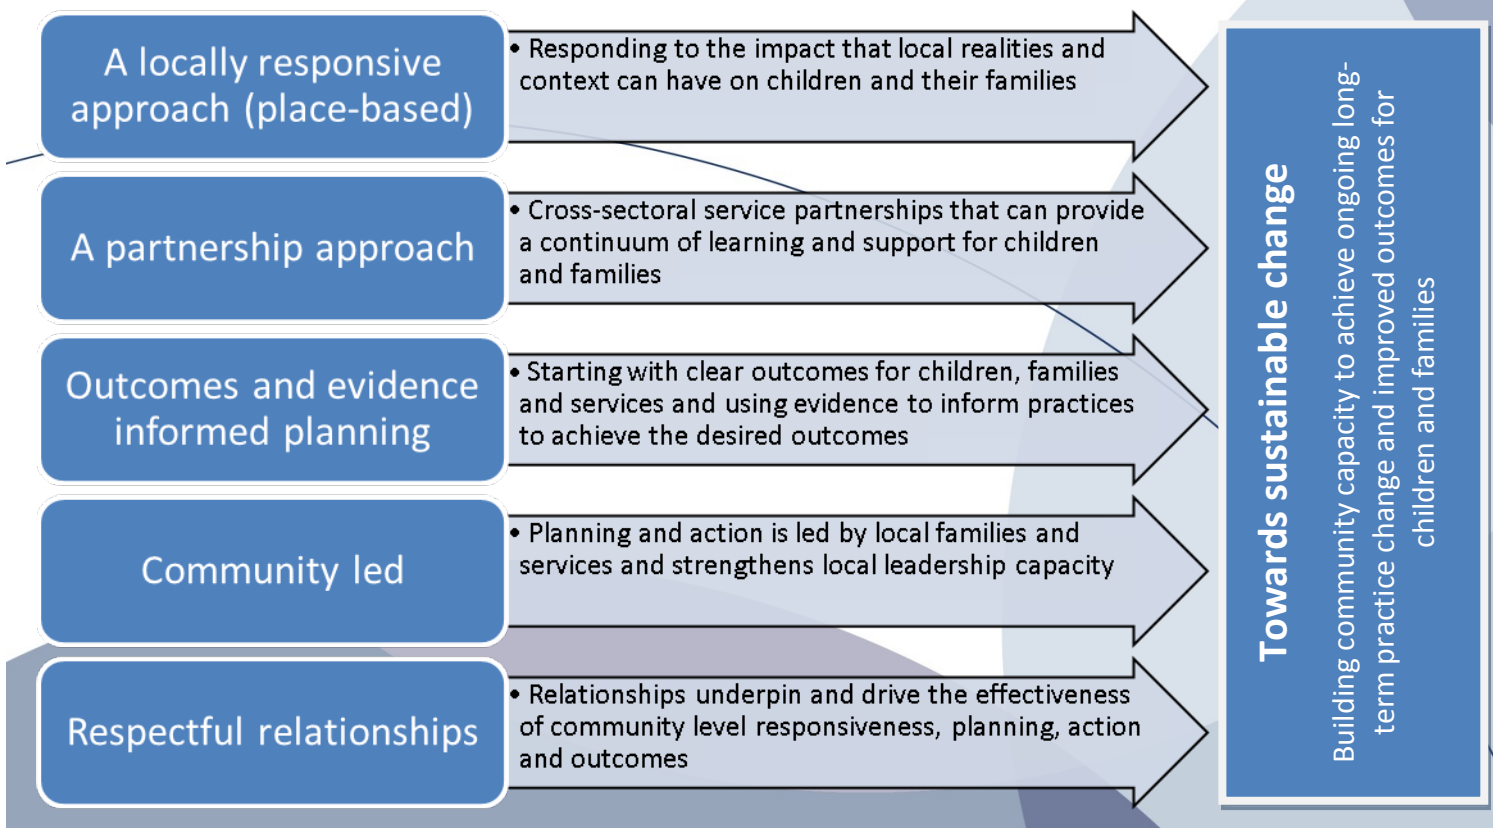 A locally responsive
approach (place-based)
• Responding to the impact that local realities and
context can have on children and their families
A partnership approach
• Cross-sectoral service partnerships that can provide
a continuum of learning and support for children
and families
Outcomes and evidence
informed planning
• Starting with clear outcomes for children, families
and services and using evidence to inform practices
to achieve the desired outcomes
Community led
• Planning and action is led by local families and
services and strengthens local leadership capacity
Respectful relationships
• Relationships underpin and drive the effectiveness
of community level responsiveness, planning, action
and outcomes
Towards sustainable change
Building community capacity to achieve ongoing long-
term practice change and improved outcomes for
children and families